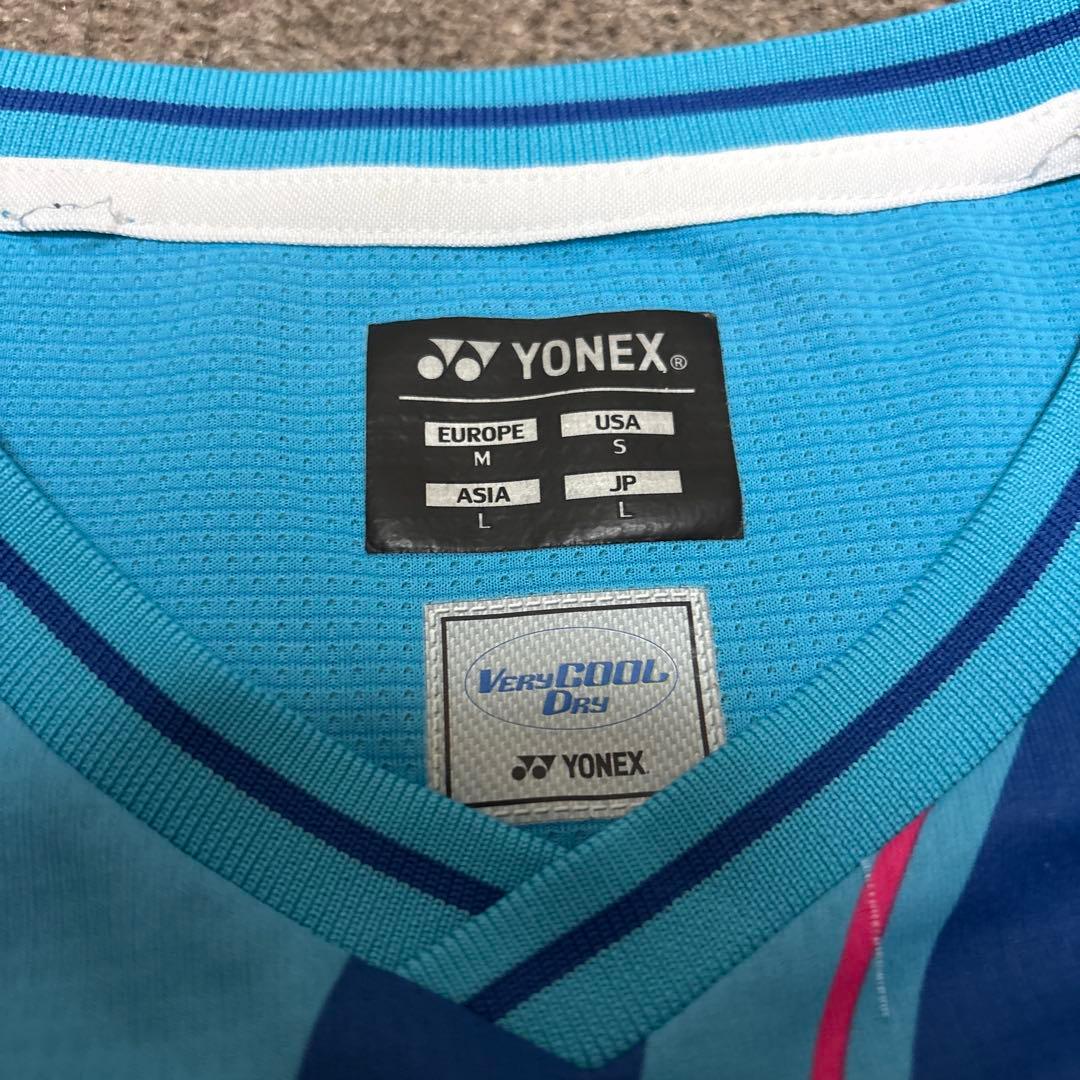 YONEX®
EUROPE USA
M S
ASIA JP
L L
VERY COOL
DRY
YONEX